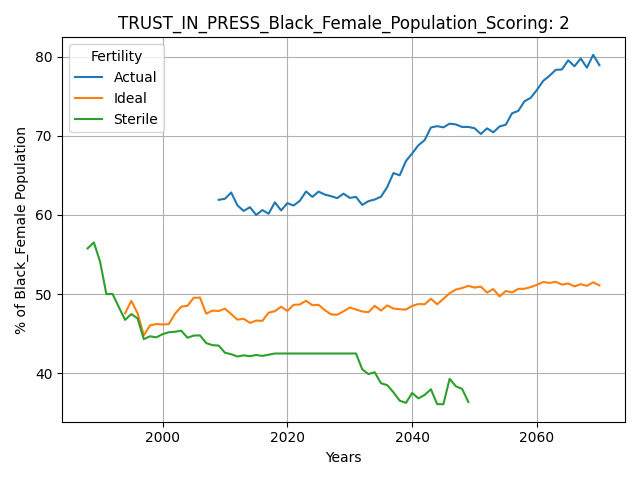 TRUST_IN_PRESS_Black_Female_Population_Scoring: 2
Fertility
Actual
Ideal
Sterile
% of Black_Female Population
80
70
60
50
40
2000 2020 2040 2060
Years